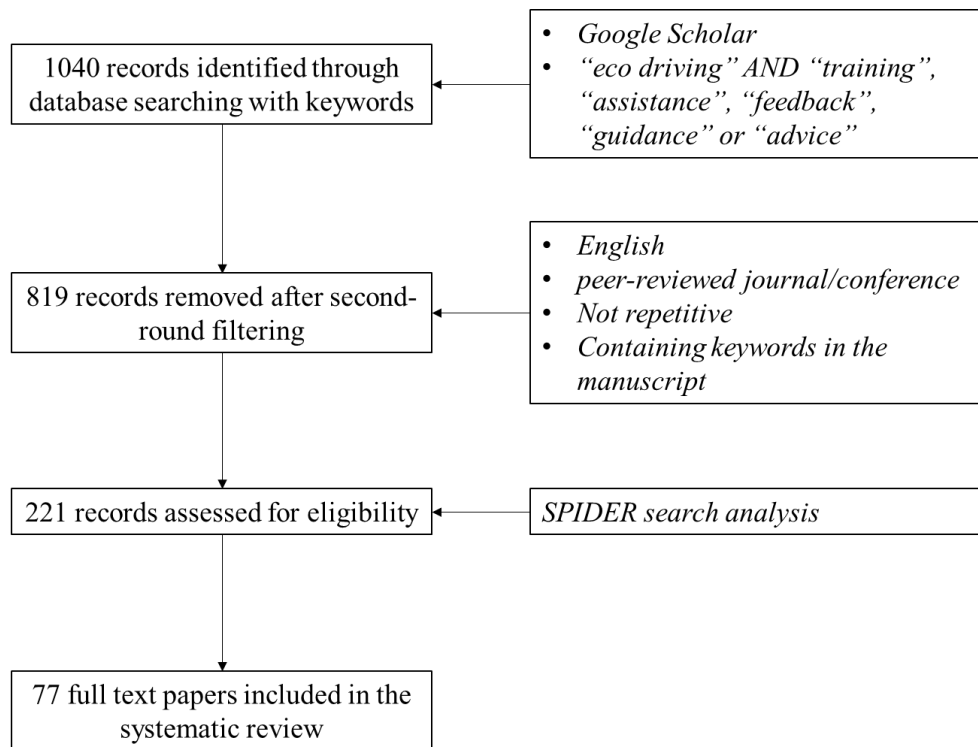 1040 records identified through
database searching with keywords
• Google Scholar
• “eco driving” AND “training”,
“assistance”, “feedback”,
“guidance” or “advice”
819 records removed after second-
round filtering
• English
• peer-reviewed journal/conference
• Not repetitive
• Containing keywords in the
manuscript
221 records assessed for eligibility
SPIDER search analysis
77 full text papers included in the
systematic review